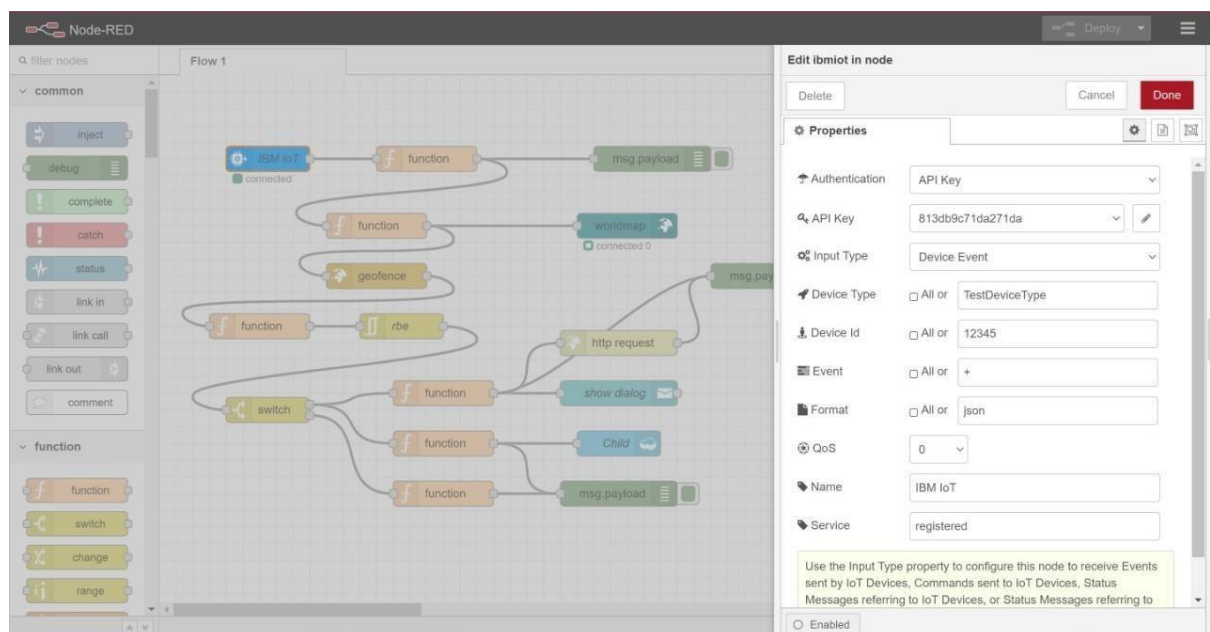 Node-RED
Deploy
filter nodes
Flow 1
Edit ibmiot in node
common
Delete
Cancel
Done
inject
Properties
debug
IBM IoT
function
msg.payload
connected
Authentication
API Key
complete
API Key
813db9c71da271da
catch
function
worldmap
connected 0
Input Type
Device Event
status
geofence
msg.pay
link in
Device Type
All or
TestDeviceType
link call
function
rbe
http request
Device Id
All or
12345
link out
Event
All or
+
comment
switch
function
show dialog
Format
All or
json
function
function
Child
QoS
0
function
function
msg.payload
Name
IBM IoT
switch
Service
registered
change
Use the Input Type property to configure this node to receive Events
sent by IoT Devices, Commands sent to IoT Devices, Status
Messages referring to IoT Devices, or Status Messages referring to
range
Enabled